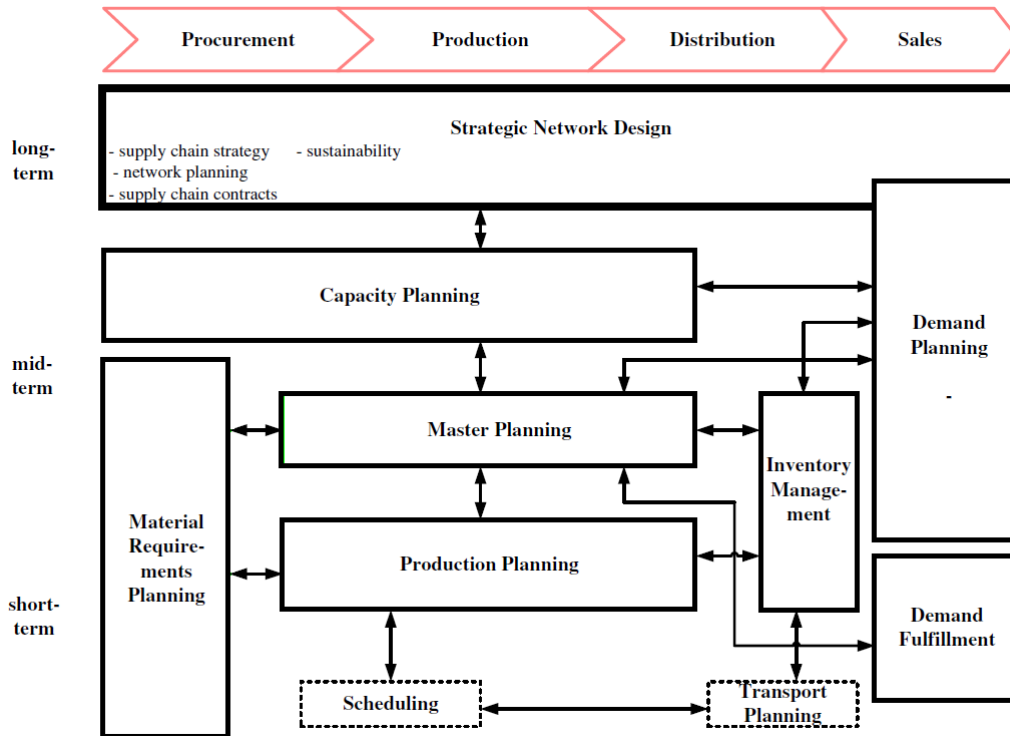 Procurement
Production
Distribution
Sales
long-
term
Strategic Network Design
- supply chain strategy - sustainability
- network planning
- supply chain contracts
Capacity Planning
mid-
term
Demand
Planning
-
Master Planning
Inventory
Manage-
ment
Material
Require-
ments
Planning
Production Planning
short-
term
Demand
Fulfillment
Scheduling
Transport
Planning